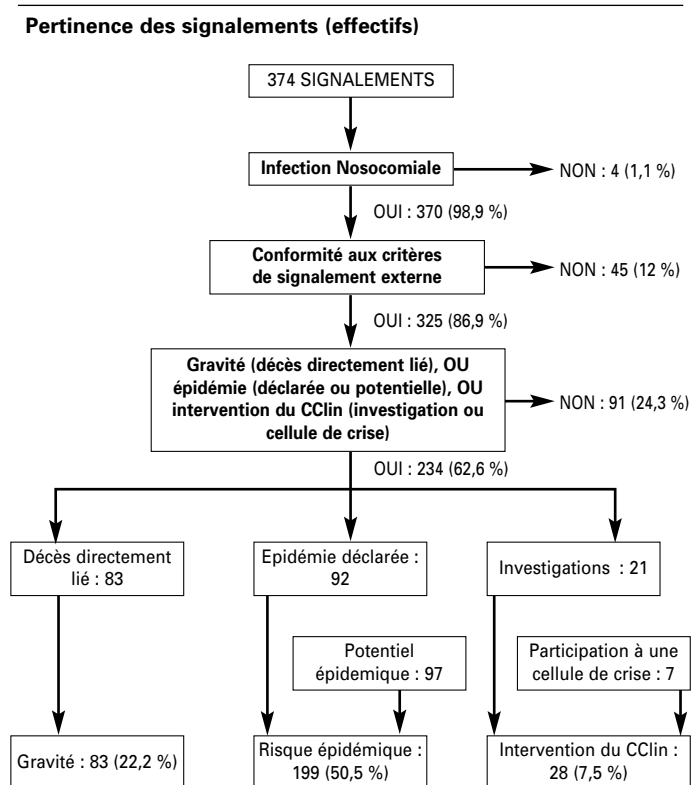 Pertinence des signalements (effectifs)
374 SIGNALEMENTS
Infection Nosocomiale
NON : 4 (1,1 %)
OUI : 370 (98,9 %)
Conformité aux critères
de signalement externe
NON : 45 (12 %)
OUI : 325 (86,9 %)
Gravité (décès directement lié), OU
épidémie (déclarée ou potentielle), OU
intervention du CClin (investigation ou
cellule de crise)
NON : 91 (24,3 %)
OUI : 234 (62,6 %)
Décès directement
lié : 83
Epidémie déclarée :
92
Investigations : 21
Potentiel
épidemique : 97
Participation à une
cellule de crise : 7
Gravité : 83 (22,2 %)
Risque épidémique :
199 (50,5 %)
Intervention du CClin :
28 (7,5 %)